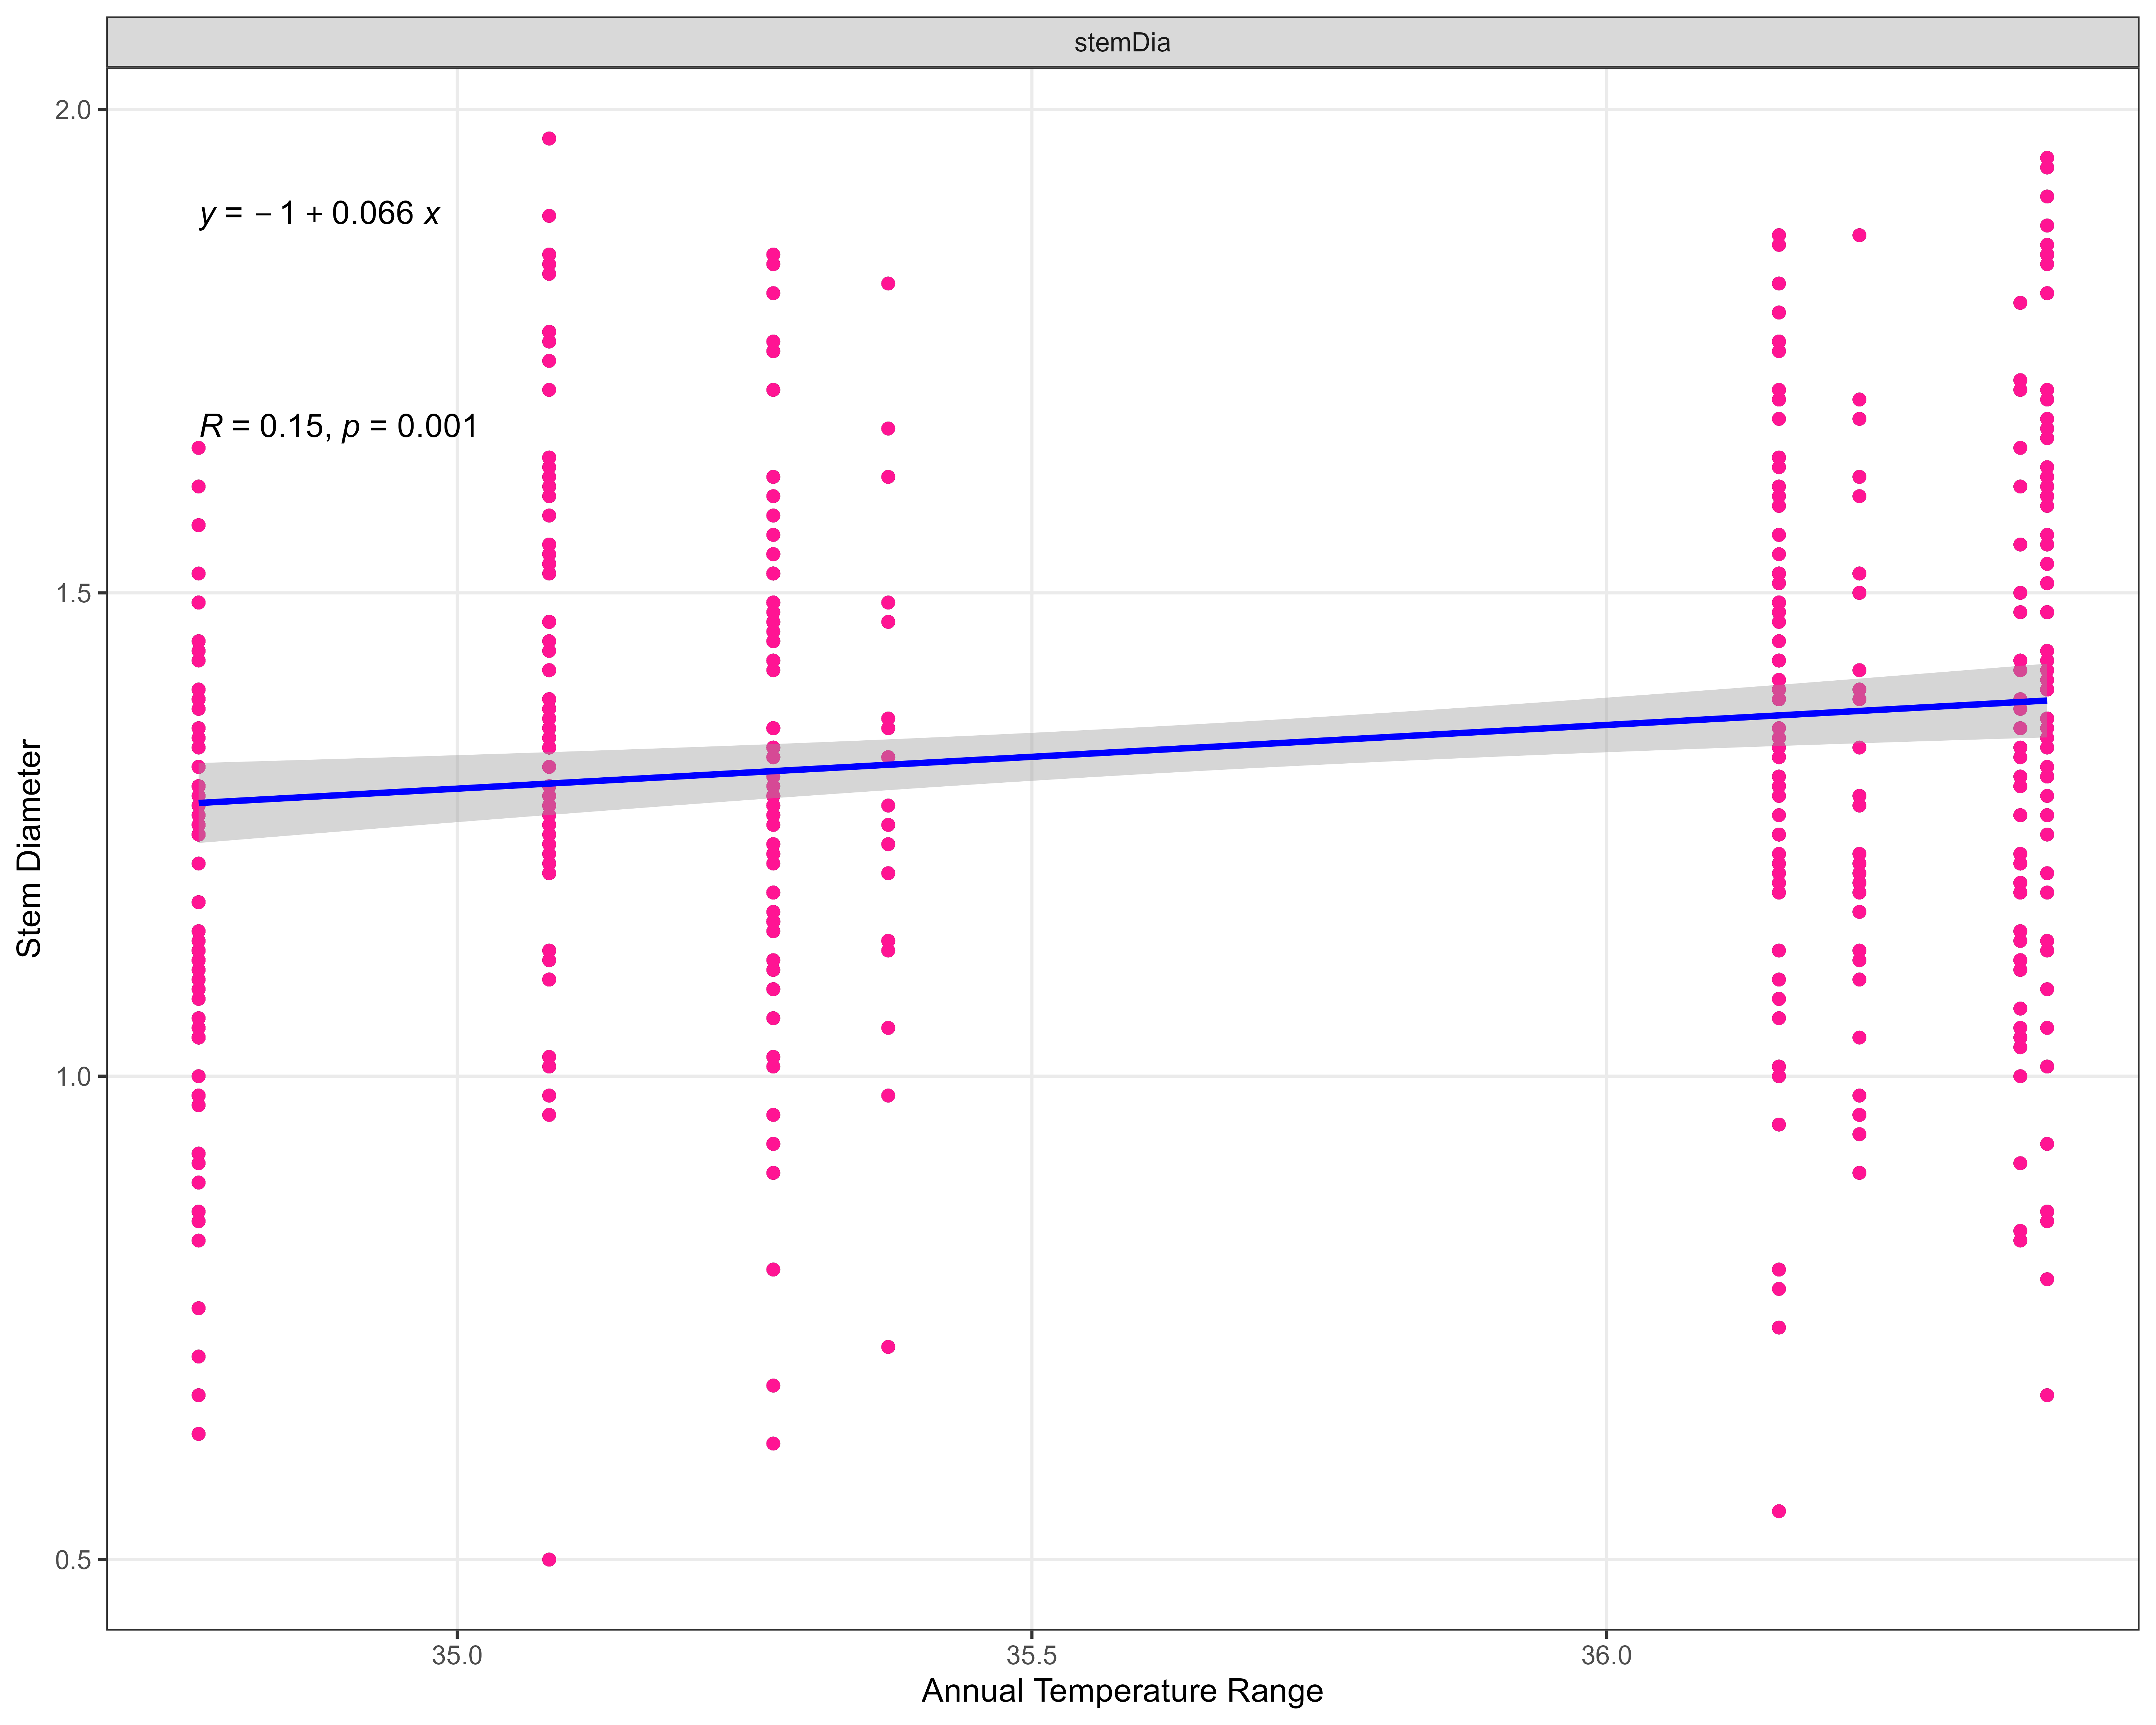 stemDia
2.0
y = − 1 + 0.066 x
R = 0.15, p = 0.001
1.5
Stem Diameter
1.0
0.5
35.0 35.5 36.0
Annual Temperature Range